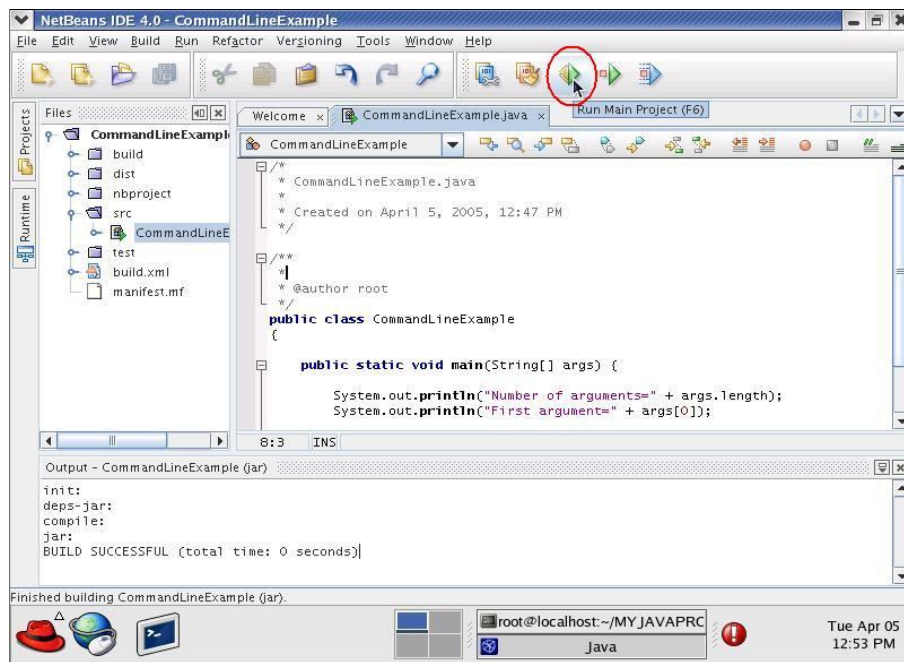 NetBeans IDE 4.0 - CommandLineExample
File Edit View Build Run Refactor Versioning Tools Window Help
Run Main Project (F6)
Projects
Runtime
Files
CommandLineExampl
build
dist
nbproject
src
CommandLineE
test
build.xml
manifest.mf
Welcome x CommandLineExample.java x
CommandLineExample
/*
* CommandLineExample.java
*
* Created on April 5, 2005, 12:47 PM
*/
/**
*
* @author root
*/
public class CommandLineExample
{
public static void main(String[] args) {
System.out.println("Number of arguments=" + args.length);
System.out.println("First argument=" + args[0]);
8:3 INS
Output - CommandLineExample (jar)
init:
deps-jar:
compile:
jar:
BUILD SUCCESSFUL (total time: 0 seconds)
Finished building CommandLineExample (jar).
root@localhost:~/MYJAVAPRC
Java
Tue Apr 05
12:53 PM